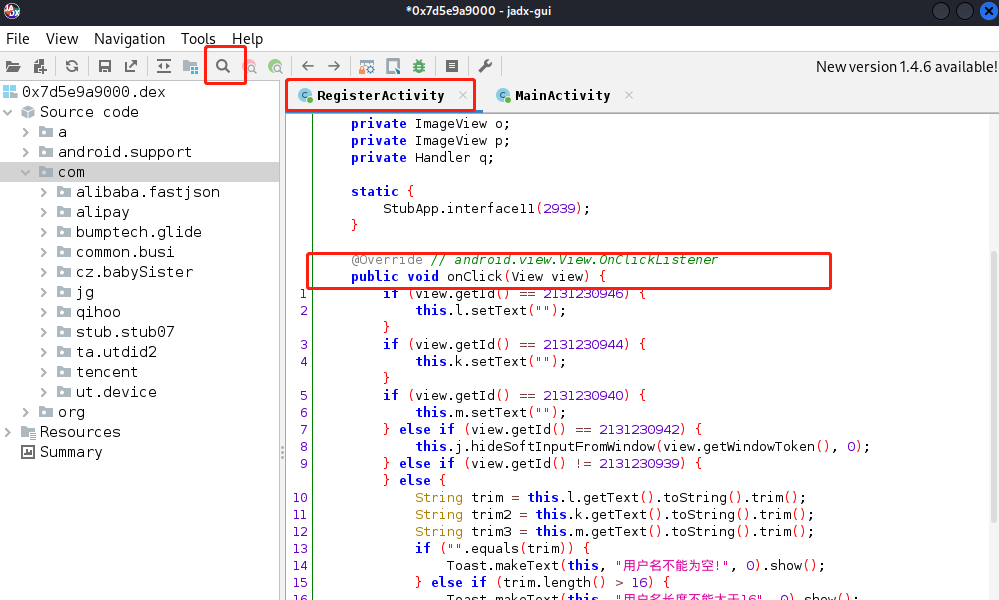 *0x7d5e9a9000 - jadx-gui
File View Navigation Tools Help
New version 1.4.6 available!
0x7d5e9a9000.dex
Source code
a
android.support
com
alibaba.fastjson
alipay
bumptech.glide
common.busi
cz.babySister
jg
qihoo
stub.stub07
ta.utdid2
tencent
ut.device
org
Resources
Summary
RegisterActivity MainActivity
private ImageView o;
private ImageView p;
private Handler q;
static {
StubApp.interface11(2939);
}
@Override // android.view.View.OnClickListener
public void onClick(View view) {
1 if (view.getId() == 2131230946) {
2 this.l.setText("");
}
3 if (view.getId() == 2131230944) {
4 this.k.setText("");
}
5 if (view.getId() == 2131230940) {
6 this.m.setText("");
7 } else if (view.getId() == 2131230942) {
8 this.j.hideSoftInputFromWindow(view.getWindowToken(), 0);
9 } else if (view.getId() != 2131230939) {
} else {
10 String trim = this.l.getText().toString().trim();
11 String trim2 = this.k.getText().toString().trim();
12 String trim3 = this.m.getText().toString().trim();
13 if ("".equals(trim)) {
14 Toast.makeText(this, "用户名不能为空!", 0).show();
15 } else if (trim.length() > 16) {
16 Toast.makeText(this, "用户名长度不能大于16", 0).show();